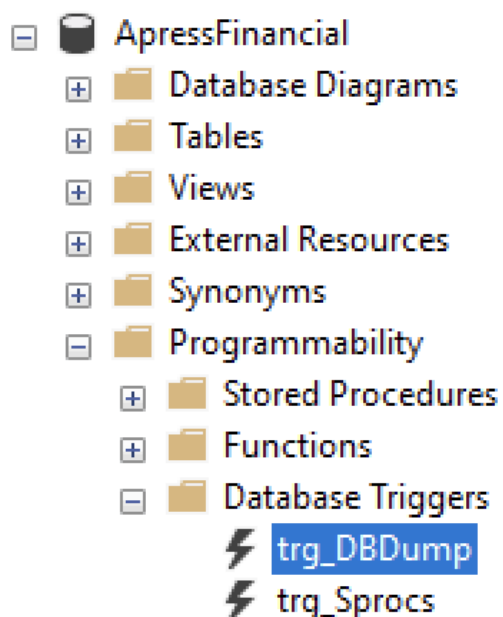 ApressFinancial
Database Diagrams
Tables
Views
External Resources
Synonyms
Programmability
Stored Procedures
Functions
Database Triggers
trg_DBDump
trg_Sprocs